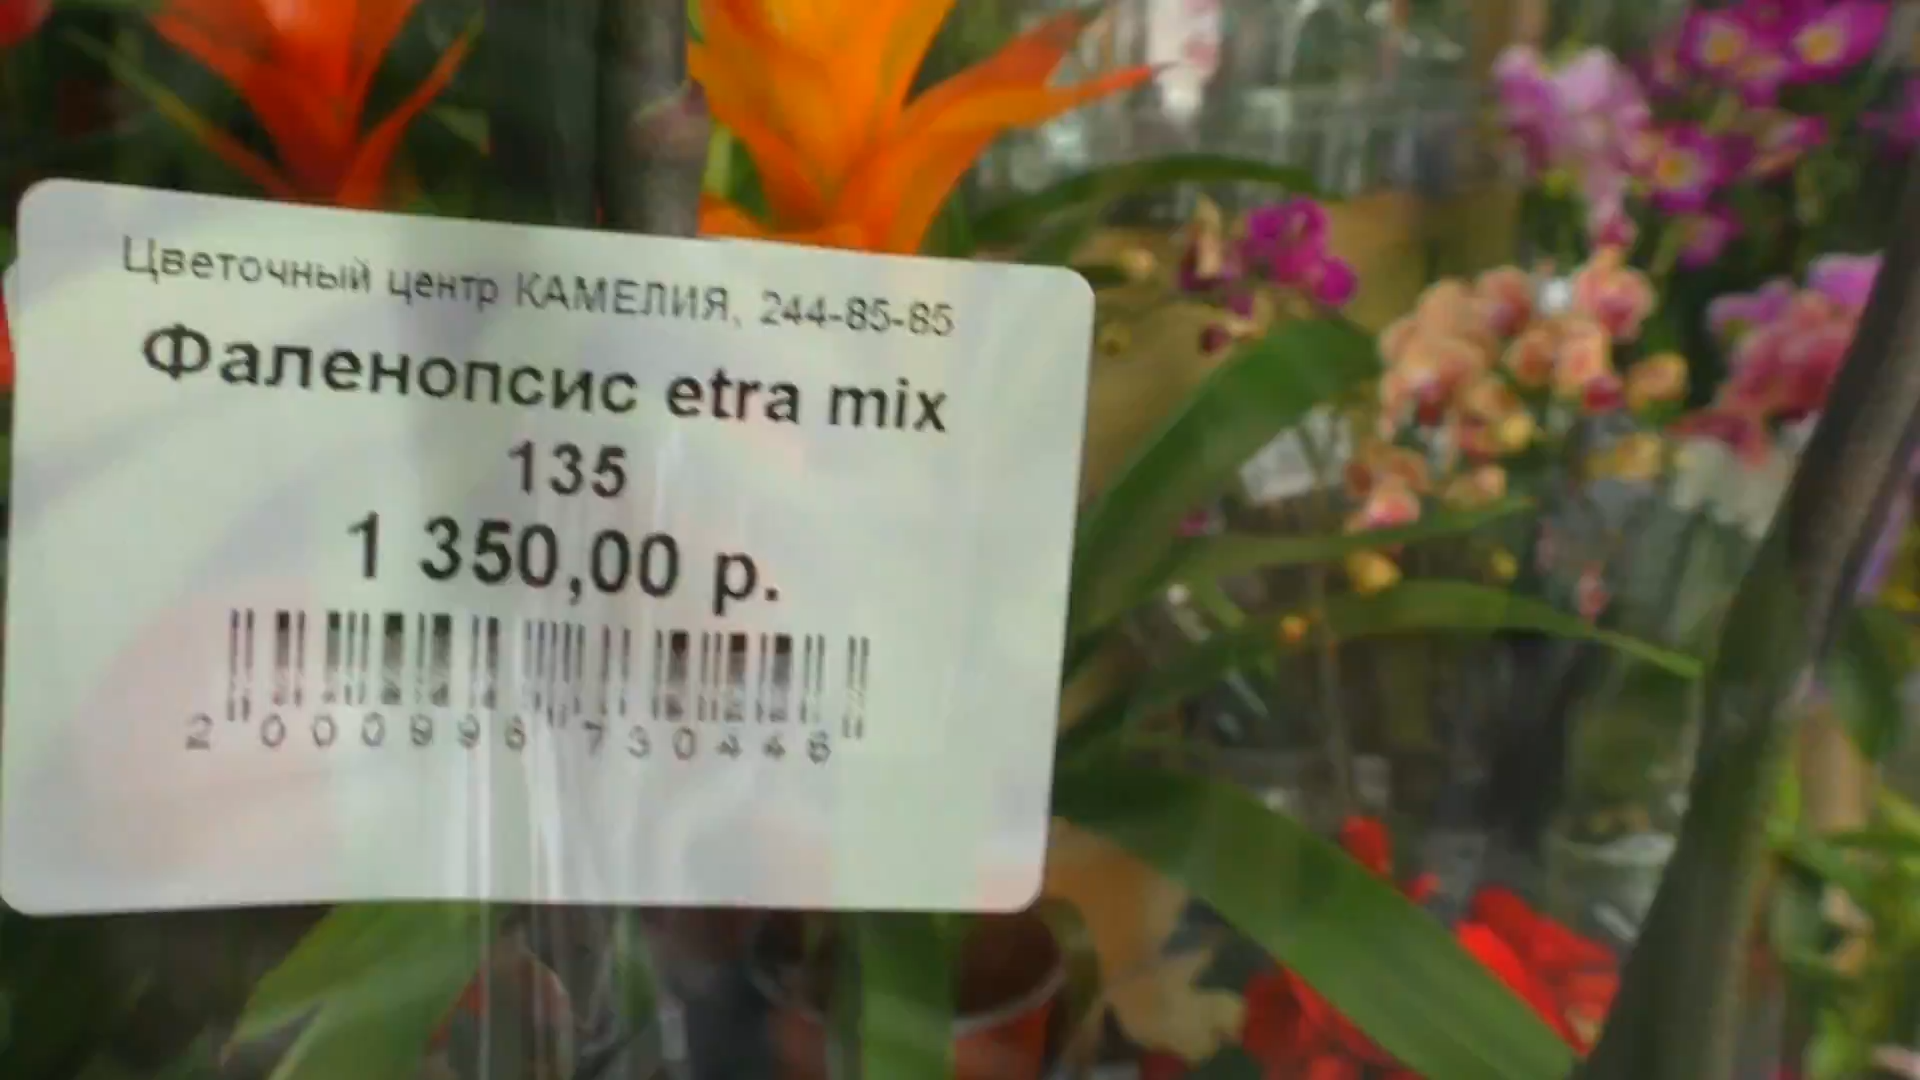 Цветочный центр КАМЕЛИЯ, 244-85-85
Фаленопсис etra mix
135
1 350,00 р.
2 000996 730446